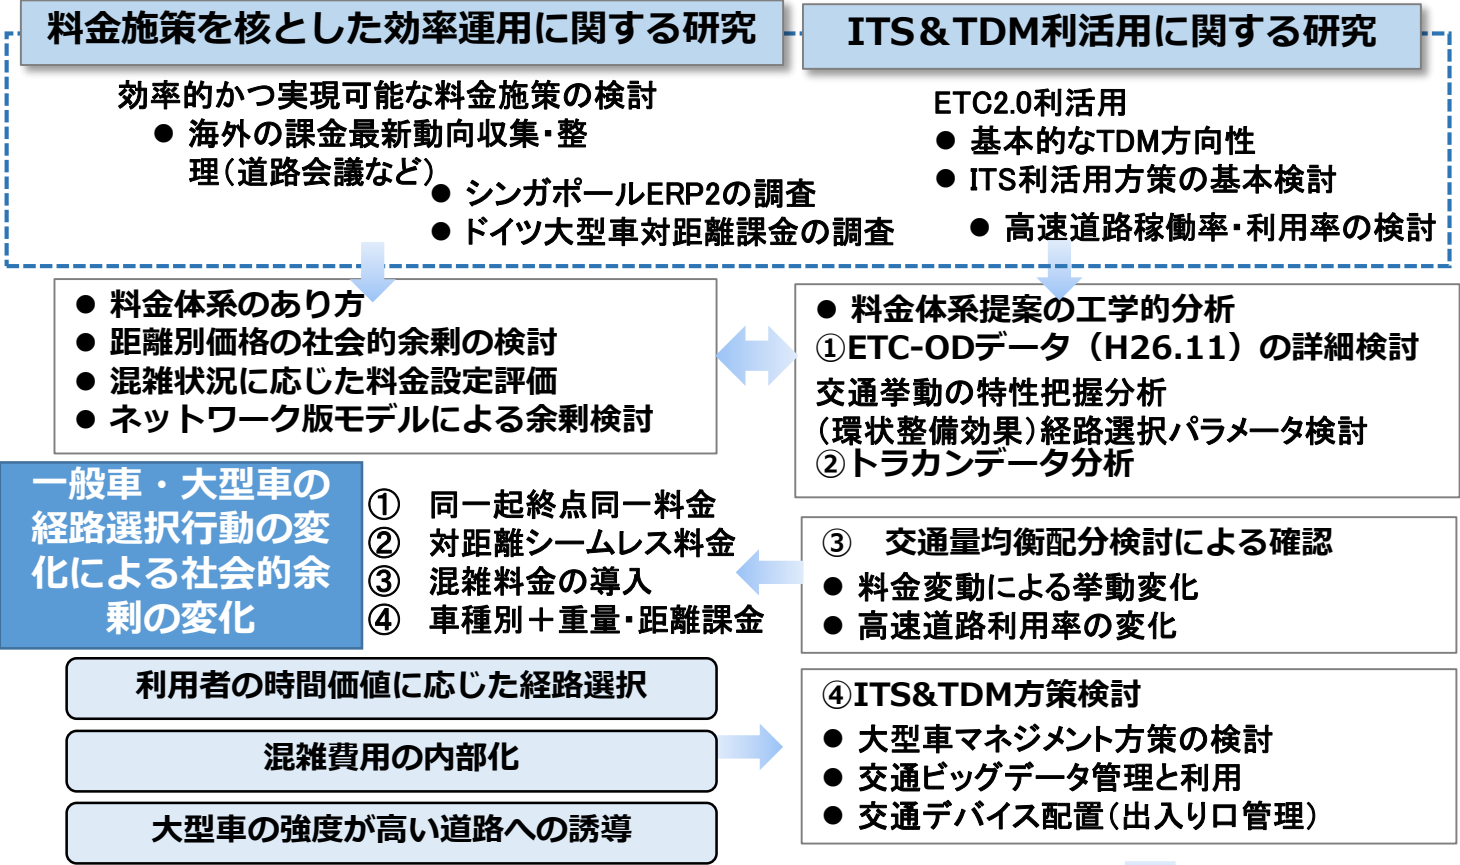 料金施策を核とした効率運用に関する研究
効率的かつ実現可能な料金施策の検討
● 海外の課金最新動向収集・整
理（道路会議など）
● シンガポールERP2の調査
● ドイツ大型車対距離課金の調査
ITS＆TDM利活用に関する研究
ETC2.0利活用
● 基本的なTDM方向性
● ITS利活用方策の基本検討
● 高速道路稼働率・利用率の検討
● 料金体系のあり方
● 距離別価格の社会的余剰の検討
● 混雑状況に応じた料金設定評価
● ネットワーク版モデルによる余剰検討
● 料金体系提案の工学的分析
①ETC-ODデータ（H26.11）の詳細検討
交通挙動の特性把握分析
（環状整備効果）経路選択パラメータ検討
②トラカンデータ分析
一般車・大型車の
経路選択行動の変
化による社会的余
剰の変化
① 同一起終点同一料金
② 対距離シームレス料金
③ 混雑料金の導入
④ 車種別＋重量・距離課金
③ 交通量均衡配分検討による確認
● 料金変動による挙動変化
● 高速道路利用率の変化
利用者の時間価値に応じた経路選択
混雑費用の内部化
大型車の強度が高い道路への誘導
④ITS&TDM方策検討
● 大型車マネジメント方策の検討
● 交通ビッグデータ管理と利用
● 交通デバイス配置（出入り口管理）